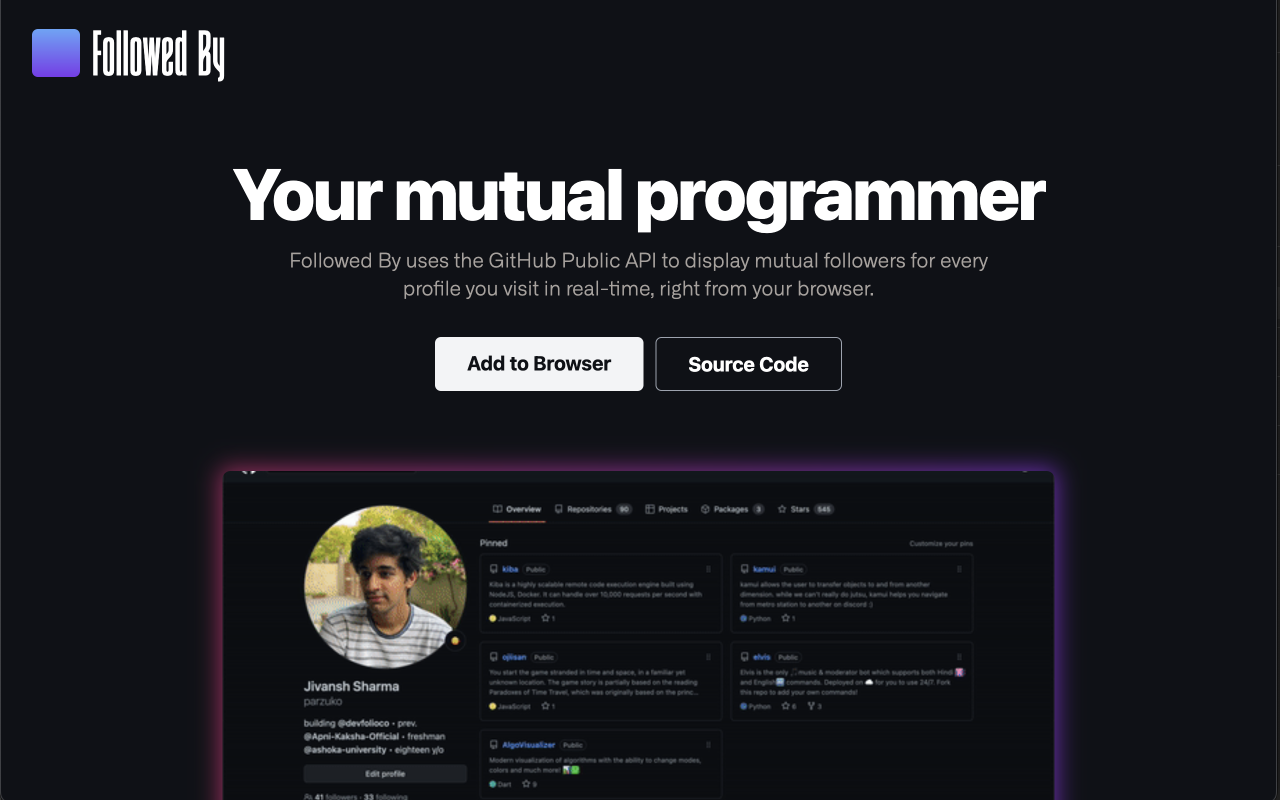 Followed By
Your mutual programmer
Followed By uses the GitHub Public API to display mutual followers for every
profile you visit in real-time, right from your browser.
Add to Browser
Source Code
Overview
Repositories 90
Projects
Packages 3
Stars 545
Pinned
Customize your pins
kiba Public
Kiba is a highly scalable remote code execution engine built using
NodeJS, Docker. It can handle over 10,000 requests per second with
containerized execution.
JavaScript 1
kamui Public
kamui allows the user to transfer objects to and from another
dimension. while we can't really do jutsu, kamui helps you navigate
from metro station to another on discord :)
Python 1
ojiisan Public
You start the game stranded in time and space, in a familiar yet
unknown location. The game story is partially based on the reading
Paradoxes of Time Travel, which was originally based on the princ...
JavaScript 1
elvis Public
Elvis is the only 🎵music & moderator bot which supports both Hindi
and English commands. Deployed on ☁️ for you to use 24/7. Fork
this repo to add your own commands!
Python 6 3
AlgoVisualizer Public
Modern visualization of algorithms with the ability to change modes,
colors and much more!
Dart 9
Jivansh Sharma
parzuko
building @devfolioco • prev.
@Apni-Kaksha-Official • freshman
@ashoka-university • eighteen y/o
Edit profile
41 followers · 33 following